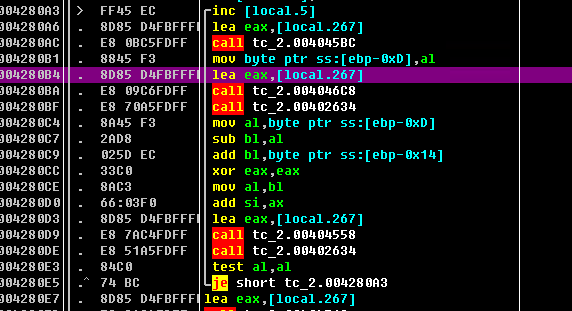 004280A3 > FF45 EC inc [local.5]
004280A6 . 8D85 D4FBFFFF lea eax,[local.267]
004280AC . E8 0BC5FDFF call tc_2.004045BC
004280B1 . 8845 F3 mov byte ptr ss:[ebp-0xD],al
004280B4 . 8D85 D4FBFFFF lea eax,[local.267]
004280BA . E8 09C6FDFF call tc_2.004046C8
004280BF . E8 70A5FDFF call tc_2.00402634
004280C4 . 8A45 F3 mov al,byte ptr ss:[ebp-0xD]
004280C7 . 2AD8 sub bl,al
004280C9 . 025D EC add bl,byte ptr ss:[ebp-0x14]
004280CC . 33C0 xor eax,eax
004280CE . 8AC3 mov al,bl
004280D0 . 66:03F0 add si,ax
004280D3 . 8D85 D4FBFFFF lea eax,[local.267]
004280D9 . E8 7AC4FDFF call tc_2.00404558
004280DE . E8 51A5FDFF call tc_2.00402634
004280E3 . 84C0 test al,al
004280E5 .^ 74 BC je short tc_2.004280A3
004280E7 . 8D85 D4FBFFFF lea eax,[local.267]